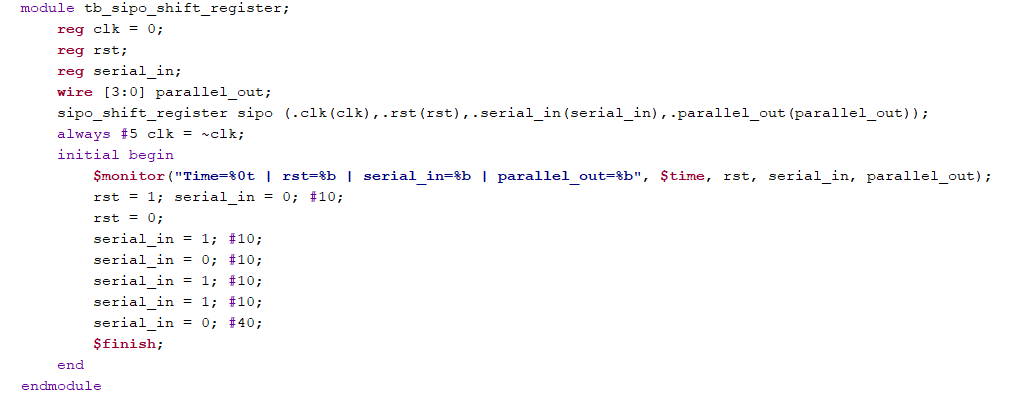 module tb_sipo_shift_register;
reg clk = 0;
reg rst;
reg serial_in;
wire [3:0] parallel_out;
sipo_shift_register sipo (.clk(clk),.rst(rst),.serial_in(serial_in),.parallel_out(parallel_out));
always #5 clk = ~clk;
initial begin
$monitor("Time=%0t | rst=%b | serial_in=%b | parallel_out=%b", $time, rst, serial_in, parallel_out);
rst = 1; serial_in = 0; #10;
rst = 0;
serial_in = 1; #10;
serial_in = 0; #10;
serial_in = 1; #10;
serial_in = 1; #10;
serial_in = 0; #40;
$finish;
end
endmodule